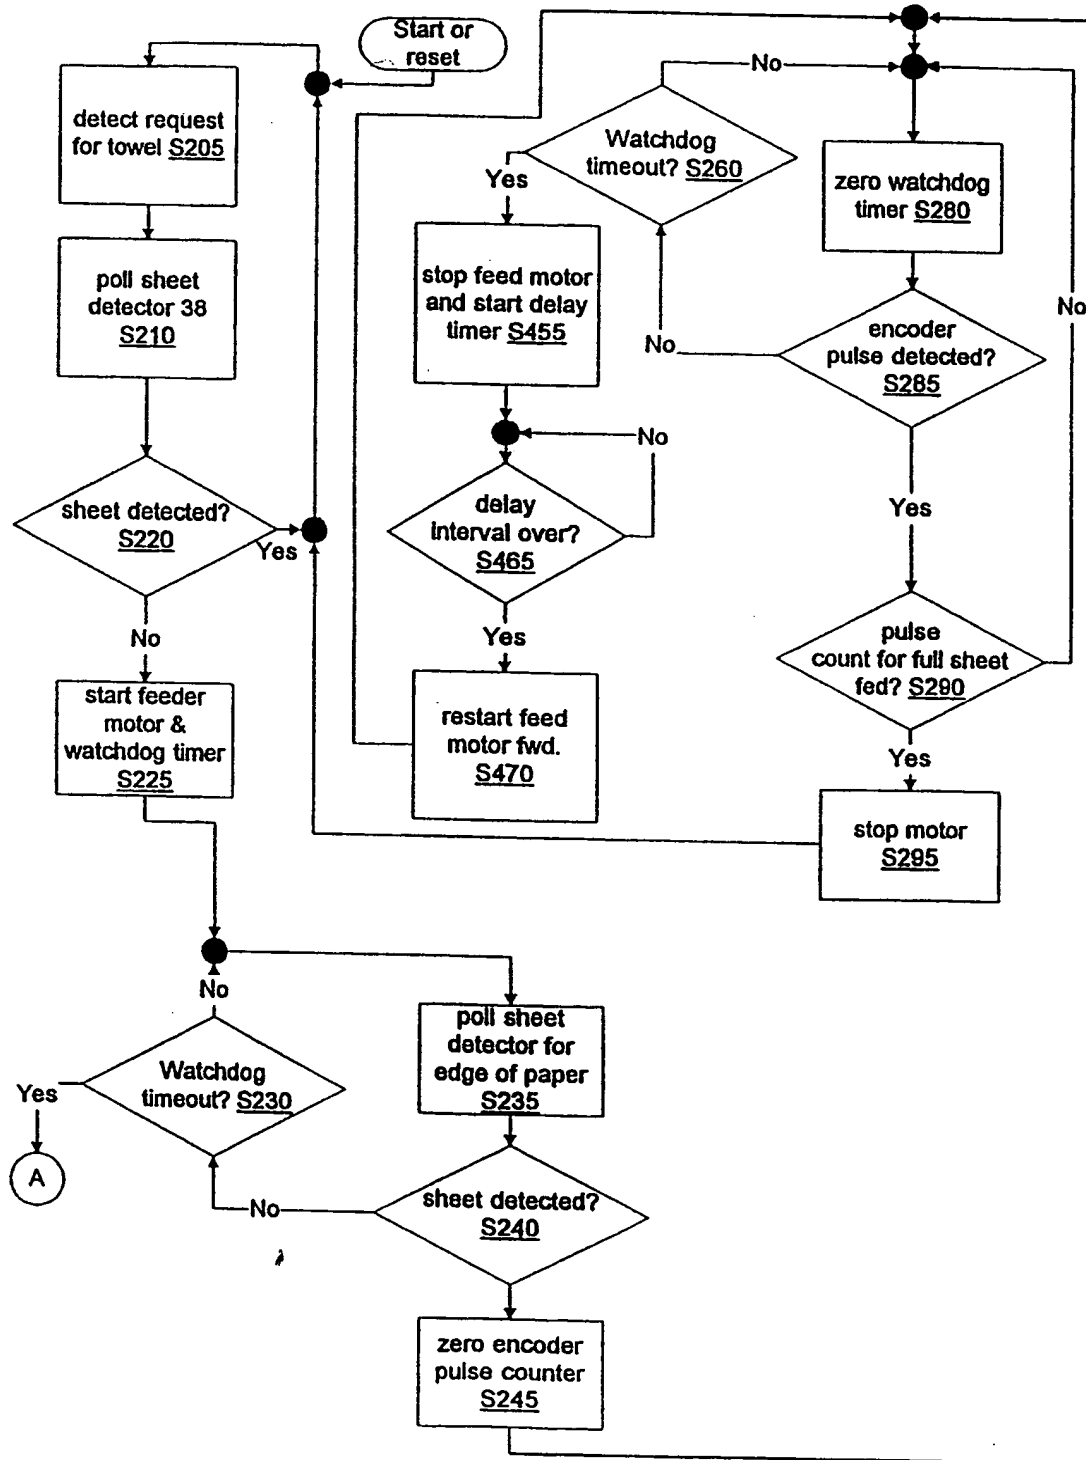 Start or
reset
detect request
for towel S205
poll sheet
detector 38
S210
sheet detected?
S220
Yes
No
start feeder
motor &
watchdog timer
S225
No
Watchdog
timeout? S230
Yes
A
poll sheet
detector for
edge of paper
S235
sheet detected?
S240
No
zero encoder
pulse counter
S245
No
Watchdog
timeout? S260
Yes
stop feed motor
and start delay
timer S455
No
delay
interval over?
S465
Yes
restart feed
motor fwd.
S470
zero watchdog
timer S280
encoder
pulse detected?
S285
No
Yes
No
pulse
count for full sheet
fed? S290
Yes
stop motor
S295